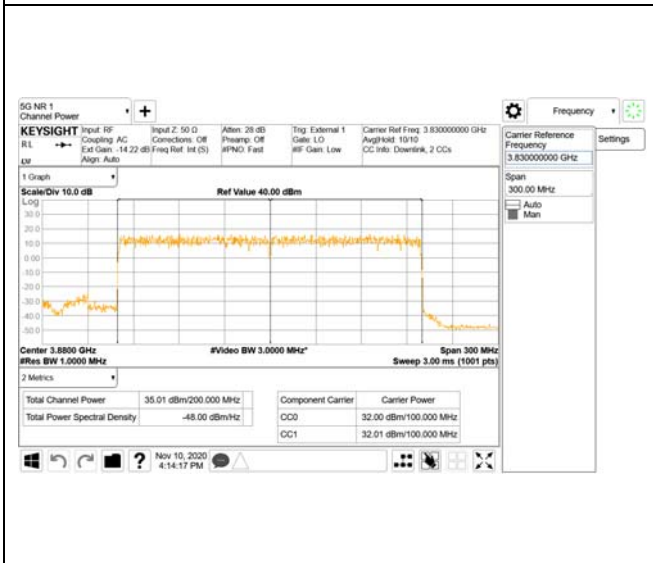 5G NR 1
Channel Power
Frequency
KEYSIGHT
RL
Input: RF
Coupling: AC
Ext Gain: -14.22 dB
Align: Auto
Input Z: 50 Ω
Corrections: Off
Freq Ref: Int (S)
Atten: 28 dB
Preamp: Off
#PNO: Fast
Trig: External 1
Gate: LO
#IF Gain: Low
Carrier Ref Freq: 3.830000000 GHz
Avg|Hold: 10/10
CC Info: Downlink, 2 CCs
Carrier Reference
Frequency
3.830000000 GHz
Settings
Span
300.00 MHz
Auto
Man
1 Graph
Scale/Div 10.0 dB
Ref Value 40.00 dBm
Log
30.0
20.0
10.0
0.00
-10.0
-20.0
-30.0
-40.0
-50.0
Center 3.8800 GHz
#Video BW 3.0000 MHz*
Span 300 MHz
#Res BW 1.0000 MHz
Sweep 3.00 ms (1001 pts)
2 Metrics
Total Channel Power 35.01 dBm/200.000 MHz
Total Power Spectral Density -48.00 dBm/Hz
Component Carrier Carrier Power
CC0 32.00 dBm/100.000 MHz
CC1 32.01 dBm/100.000 MHz
Nov 10, 2020
4:14:17 PM